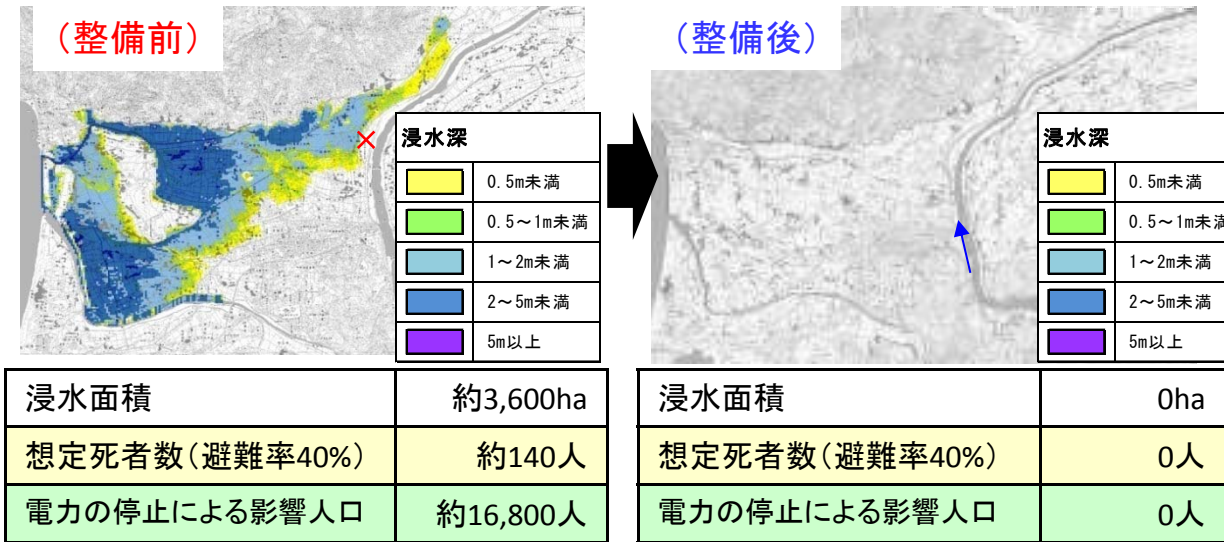 (整備前)
浸水深
0.5m未満
0.5~1m未満
1~2m未満
2~5m未満
5m以上
浸水面積 約3,600ha
想定死者数(避難率40%) 約140人
電力の停止による影響人口 約16,800人
(整備後)
浸水深
0.5m未満
0.5~1m未満
1~2m未満
2~5m未満
5m以上
浸水面積 0ha
想定死者数(避難率40%) 0人
電力の停止による影響人口 0人